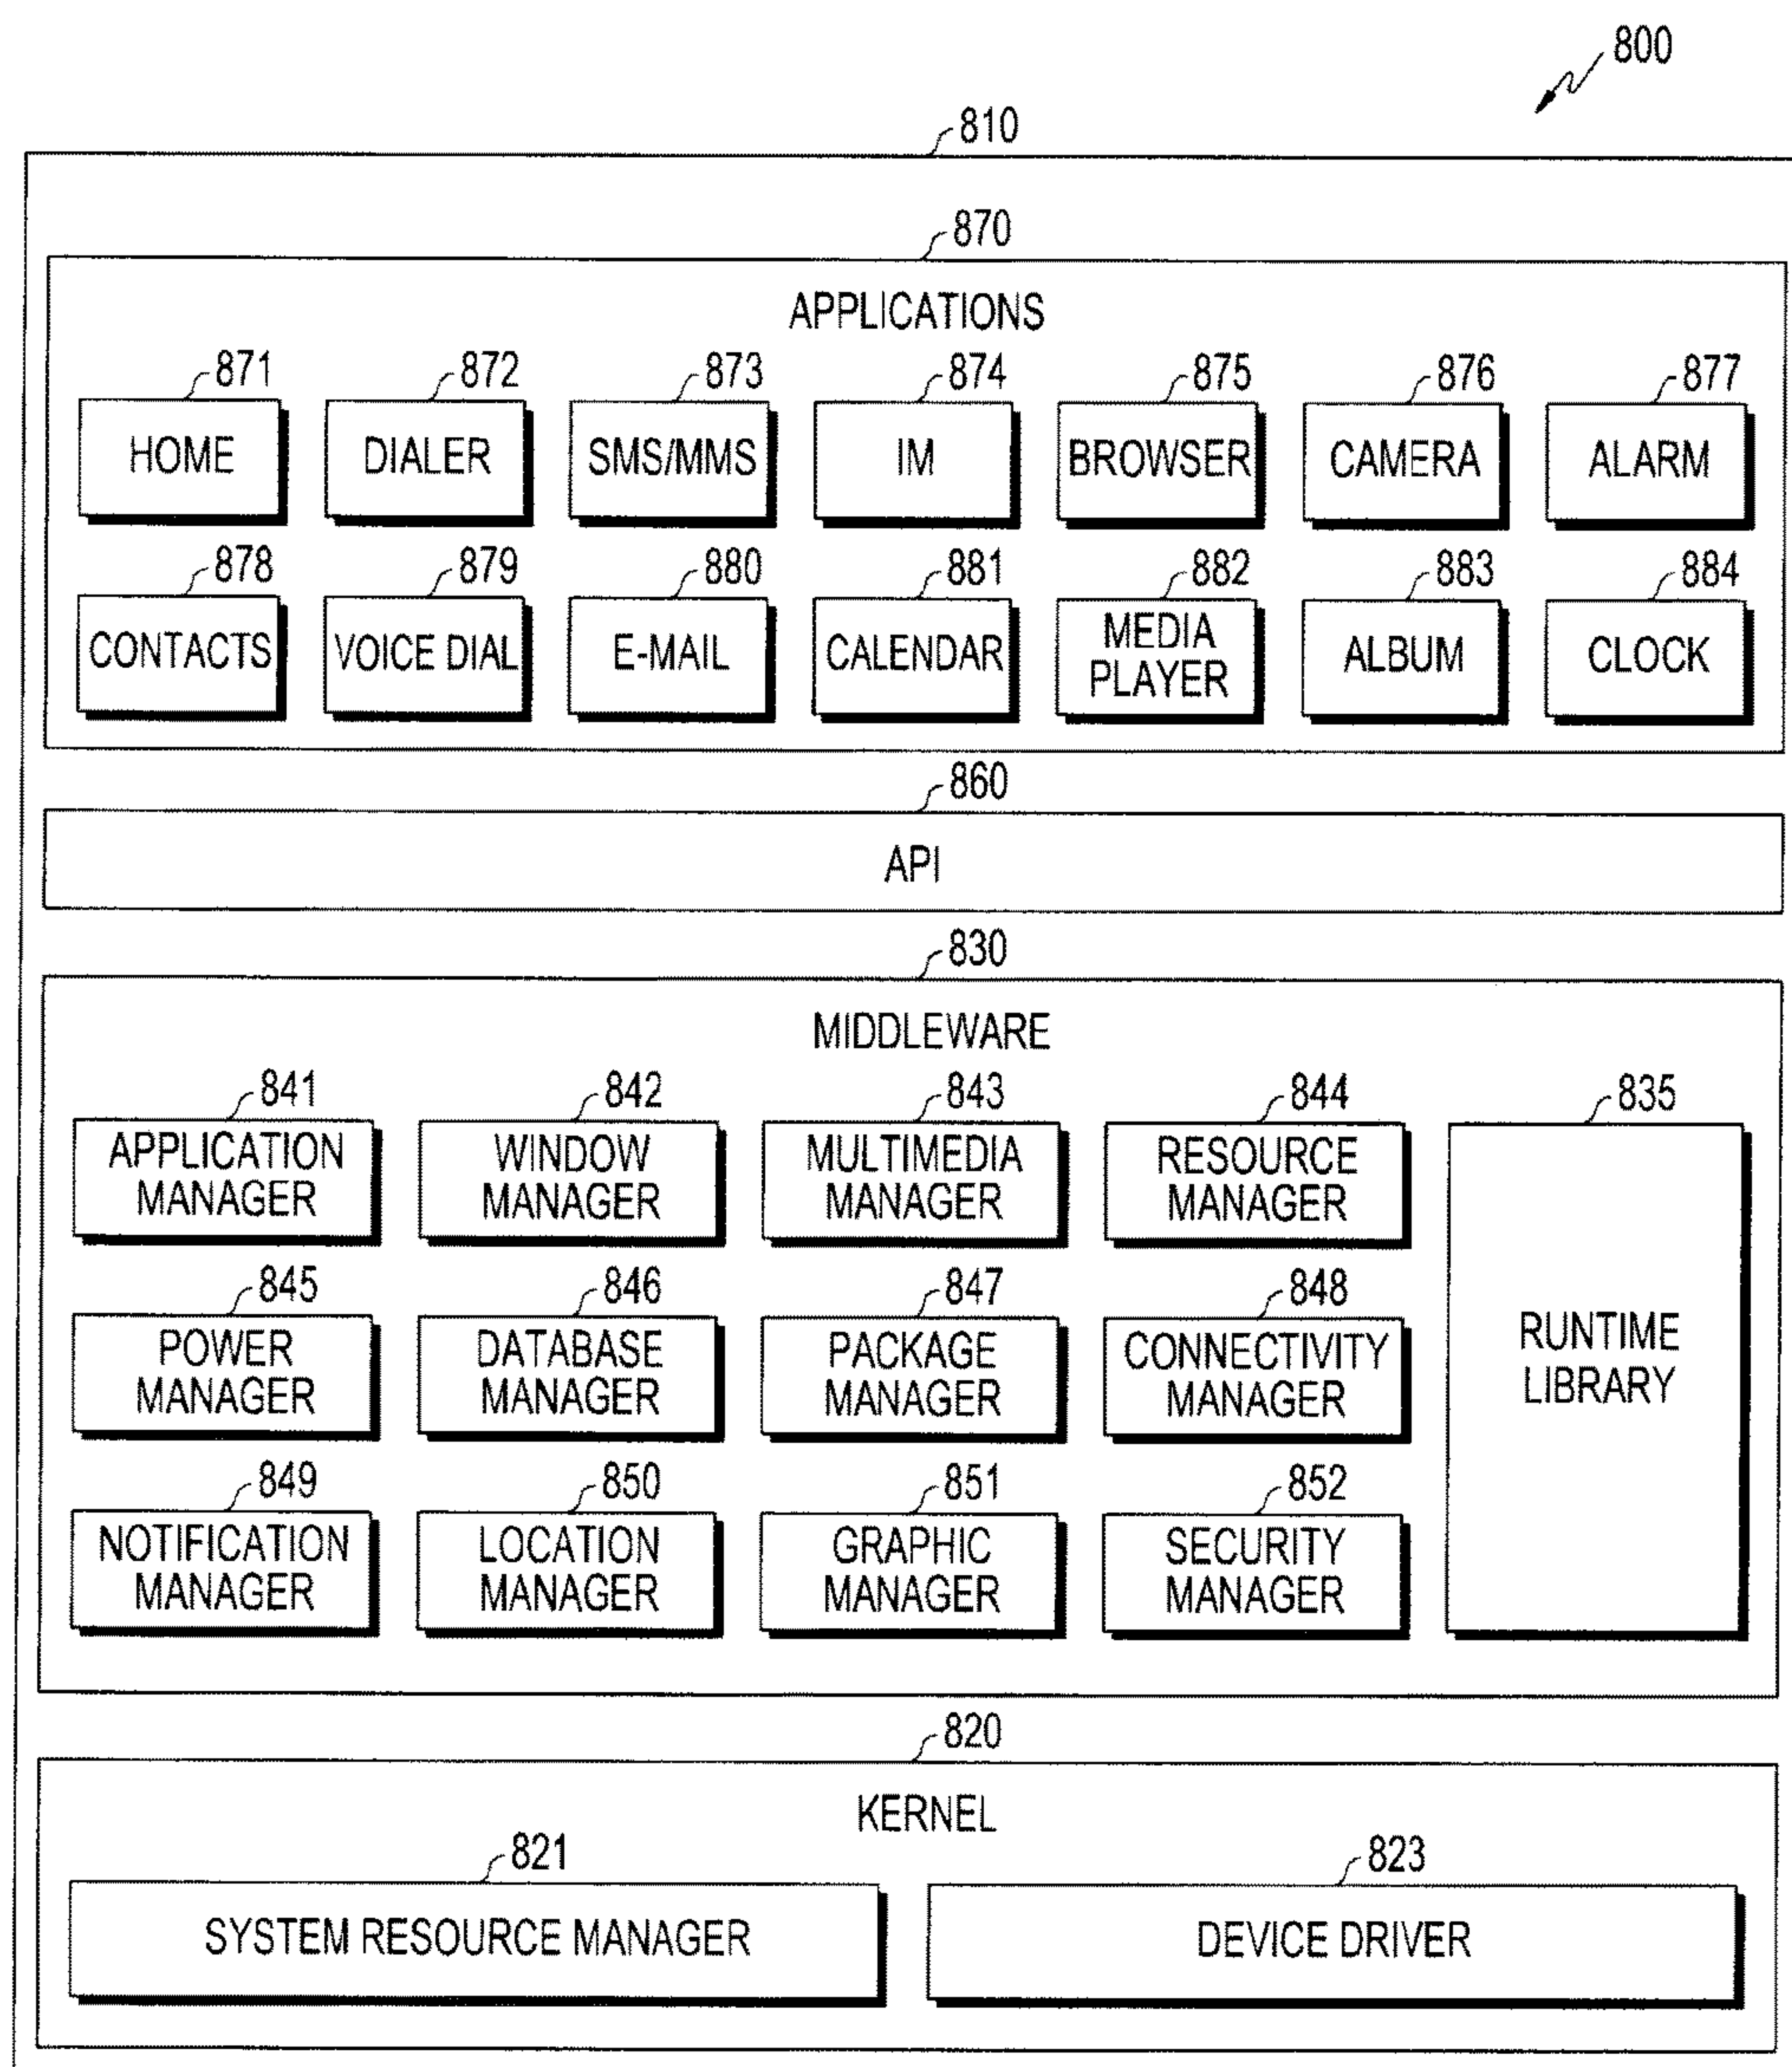 800
810
870
APPLICATIONS
871 872 873 874 875 876 877
HOME DIALER SMS/MMS IM BROWSER CAMERA ALARM
878 879 880 881 882 883 884
CONTACTS VOICE DIAL E-MAIL CALENDAR MEDIA PLAYER ALBUM CLOCK
860
API
830
MIDDLEWARE
841 842 843 844 835
APPLICATION MANAGER WINDOW MANAGER MULTIMEDIA MANAGER RESOURCE MANAGER
845 846 847 848
POWER MANAGER DATABASE MANAGER PACKAGE MANAGER CONNECTIVITY MANAGER
RUNTIME
LIBRARY
849 850 851 852
NOTIFICATION MANAGER LOCATION MANAGER GRAPHIC MANAGER SECURITY MANAGER
820
KERNEL
821 823
SYSTEM RESOURCE MANAGER DEVICE DRIVER